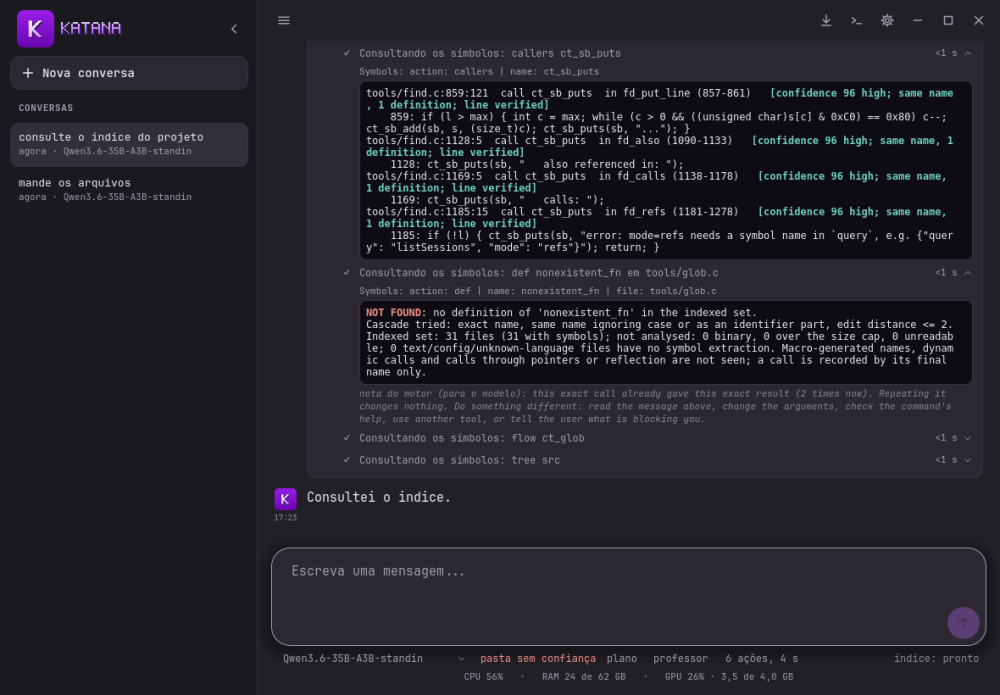 K KATANA
Nova conversa
CONVERSAS
consulte o indice do projeto
agora · Qwen3.6-35B-A3B-standin
mande os arquivos
agora · Qwen3.6-35B-A3B-standin
Consultando os símbolos: callers ct_sb_puts <1 s
Symbols: action: callers | name: ct_sb_puts
tools/find.c:859:121  call ct_sb_puts  in fd_put_line (857-861)   [confidence 96 high; same name
, 1 definition; line verified]
    859: if (l > max) { int c = max; while (c > 0 && ((unsigned char)s[c] & 0xC0) == 0x80) c--;
ct_sb_add(sb, s, (size_t)c); ct_sb_puts(sb, "..."); }
tools/find.c:1128:5  call ct_sb_puts  in fd_also (1090-1133)   [confidence 96 high; same name, 1
definition; line verified]
    1128: ct_sb_puts(sb, "   also referenced in: ");
tools/find.c:1169:5  call ct_sb_puts  in fd_calls (1138-1178)   [confidence 96 high; same name,
1 definition; line verified]
    1169: ct_sb_puts(sb, "   calls: ");
tools/find.c:1185:15  call ct_sb_puts  in fd_refs (1181-1278)   [confidence 96 high; same name,
1 definition; line verified]
    1185: if (!l) { ct_sb_puts(sb, "error: mode=refs needs a symbol name in `query`, e.g. {"quer
y": "listSessions", "mode": "refs"}"); return; }
Consultando os símbolos: def nonexistent_fn em tools/glob.c <1 s
Symbols: action: def | name: nonexistent_fn | file: tools/glob.c
NOT FOUND: no definition of 'nonexistent_fn' in the indexed set.
Cascade tried: exact name, same name ignoring case or as an identifier part, edit distance <= 2.
Indexed set: 31 files (31 with symbols); not analysed: 0 binary, 0 over the size cap, 0 unreadab
le; 0 text/config/unknown-language files have no symbol extraction. Macro-generated names, dynam
ic calls and calls through pointers or reflection are not seen; a call is recorded by its final
name only.
nota do motor (para o modelo): this exact call already gave this exact result (2 times now). Repeating it
changes nothing. Do something different: read the message above, change the arguments, check the command's
help, use another tool, or tell the user what is blocking you.
Consultando os símbolos: flow ct_glob <1 s
Consultando os símbolos: tree src <1 s
K Consultei o indice.
17:23
Escreva uma mensagem...
Qwen3.6-35B-A3B-standin pasta sem confiança plano professor 6 ações, 4 s índice: pronto
CPU 56% · RAM 24 de 62 GB · GPU 26% · 3,5 de 4,0 GB